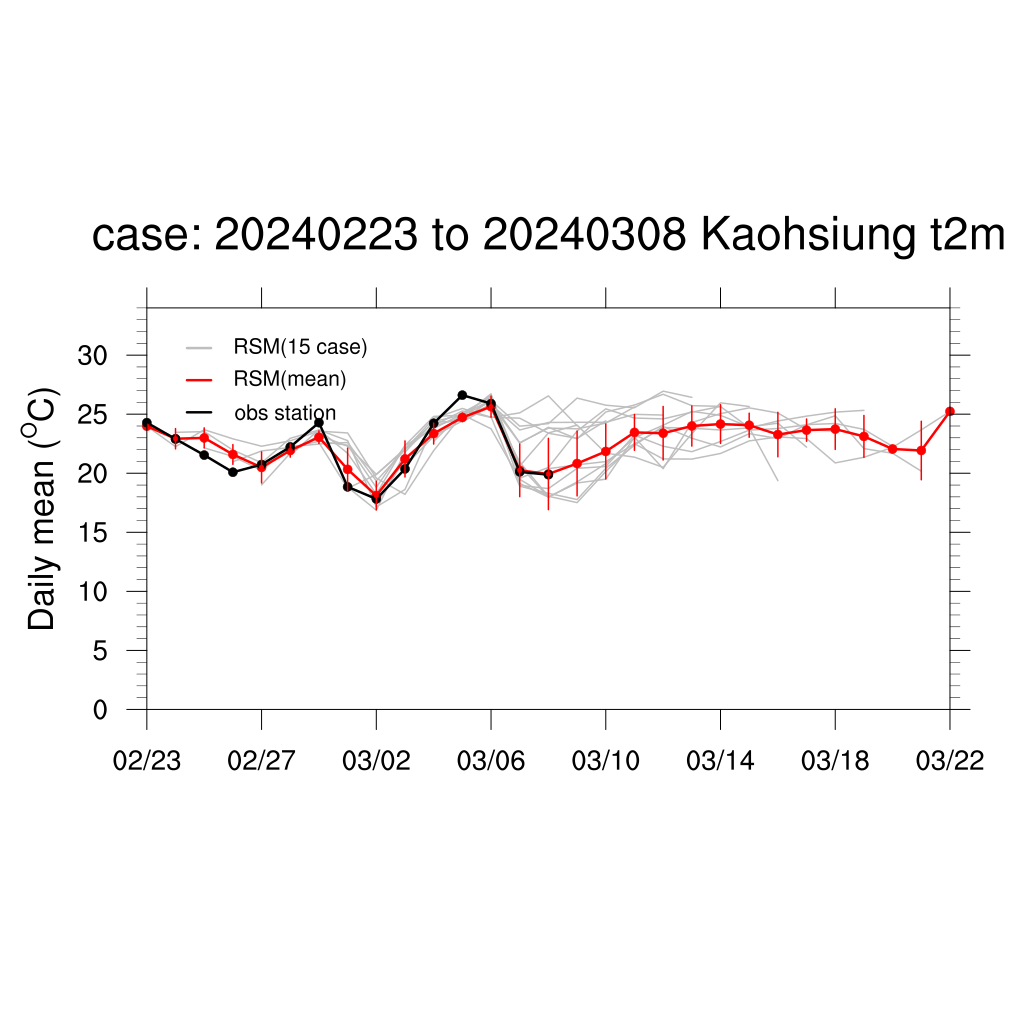 case: 20240223 to 20240308 Kaohsiung t2m
RSM(15 case)
RSM(mean)
obs station
Daily mean (°C)
30
25
20
15
10
5
0
02/23 02/27 03/02 03/06 03/10 03/14 03/18 03/22